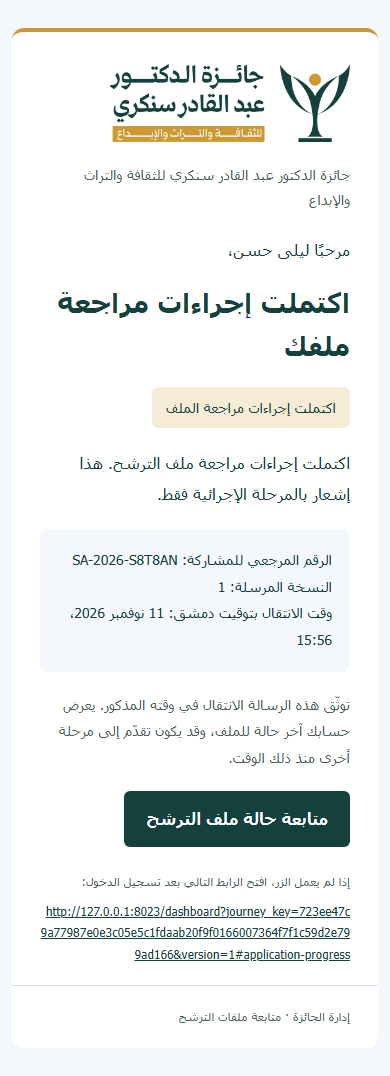 جائزة الدكتور
عبد القادر سنكري
للثقافة والتراث والإبداع
جائزة الدكتور عبد القادر سنكري للثقافة والتراث
والإبداع
مرحبًا ليلى حسن،
اكتملت إجراءات مراجعة
ملفك
اكتملت إجراءات مراجعة الملف
اكتملت إجراءات مراجعة ملف الترشح. هذا
إشعار بالمرحلة الإجرائية فقط.
الرقم المرجعي للمشاركة: SA-2026-S8T8AN
النسخة المرسلة: 1
وقت الانتقال بتوقيت دمشق: 11 نوفمبر 2026،
15:56
توثّق هذه الرسالة الانتقال في وقته المذكور. يعرض
حسابك آخر حالة للملف، وقد يكون تقدّم إلى مرحلة
أخرى منذ ذلك الوقت.
متابعة حالة ملف الترشح
إذا لم يعمل الزر، افتح الرابط التالي بعد تسجيل الدخول:
http://127.0.0.1:8023/dashboard?journey_key=723ee47c
9a77987e0e3c05e5c1fdaab20f9f0166007364f7f1c59d2e79
9ad166&version=1#application-progress
إدارة الجائزة · متابعة ملفات الترشح